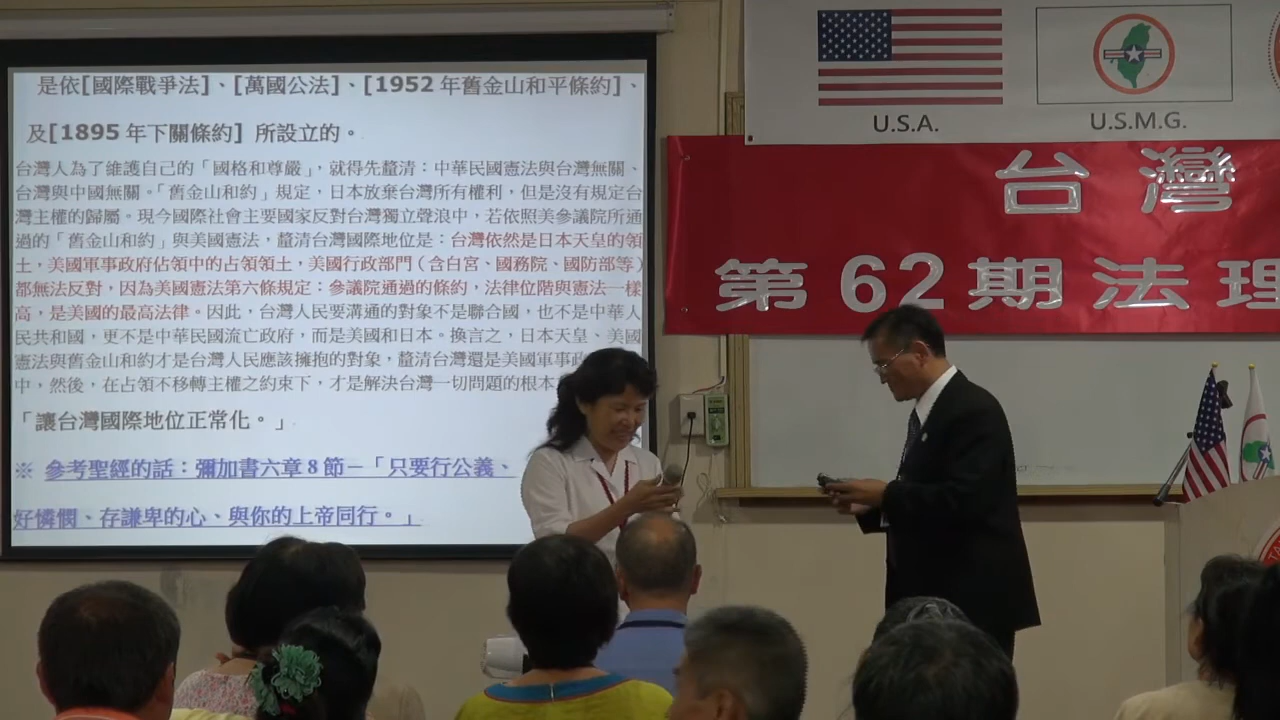 是依[國際戰爭法]、[萬國公法]、[1952 年舊金山和平條約]、
及[1895 年下關條約] 所設立的。
台灣人為了維護自己的「國格和尊嚴」，就得先釐清：中華民國憲法與台灣無關、
台灣與中國無關。「舊金山和約」規定，日本放棄台灣所有權利，但是沒有規定台
灣主權的歸屬。現今國際社會主要國家反對台灣獨立聲浪中，若依照美參議院所通
過的「舊金山和約」與美國憲法，釐清台灣國際地位是：台灣依然是日本天皇的領
土，美國軍事政府佔領中的占領領土，美國行政部門（含白宮、國務院、國防部等）
都無法反對，因為美國憲法第六條規定：參議院通過的條約，法律位階與憲法一樣
高，是美國的最高法律。因此，台灣人民要溝通的對象不是聯合國，也不是中華人
民共和國，更不是中華民國流亡政府，而是美國和日本。換言之，日本天皇、美國
憲法與舊金山和約才是台灣人民應該擁抱的對象，釐清台灣還是美國軍事政
中，然後，在占領不移轉主權之約束下，才是解決台灣一切問題的根本
「讓台灣國際地位正常化。」
※ 參考聖經的話：彌加書六章 8 節－「只要行公義、
好憐憫、存謙卑的心、與你的上帝同行。」
U.S.A.
U.S.M.G.
台灣
第62期法理